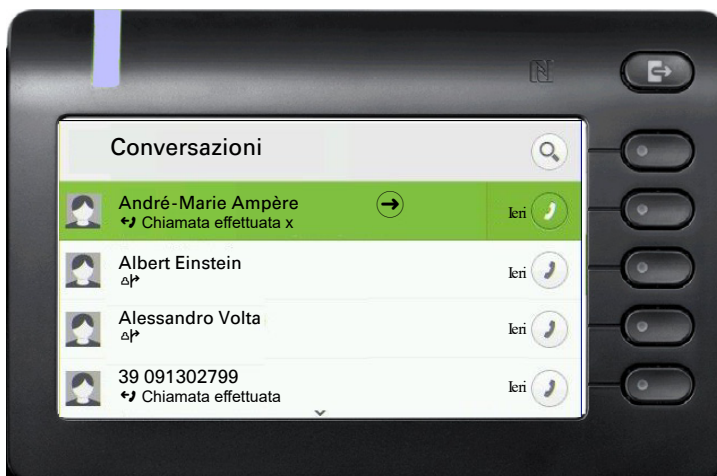 Conversazioni
André-Marie Ampère
Chiamata effettuata x
Ieri
Albert Einstein
Ieri
Alessandro Volta
Ieri
39 091302799
Chiamata effettuata
Ieri